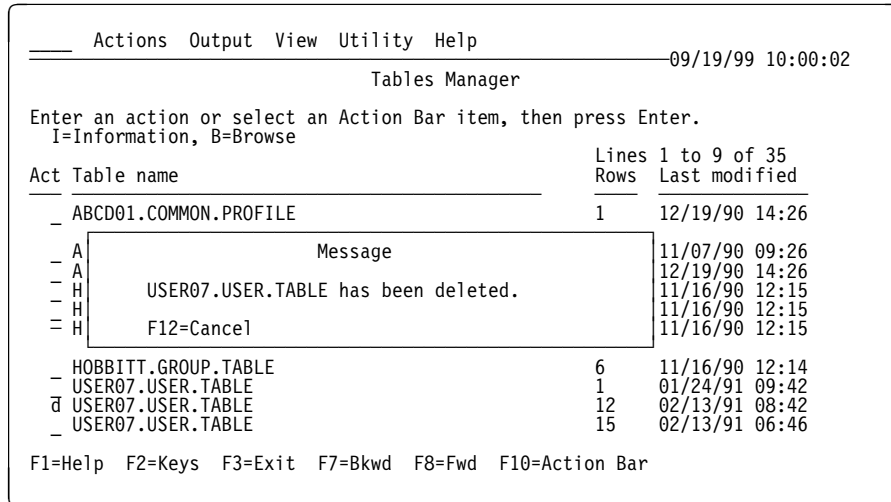 ____ Actions Output View Utility Help
09/19/99 10:00:02
Tables Manager
Enter an action or select an Action Bar item, then press Enter.
I=Information, B=Browse
Lines 1 to 9 of 35
Act Table name Rows Last modified
_ ABCD01.COMMON.PROFILE 1 12/19/90 14:26
_ A Message 11/07/90 09:26
_ A 12/19/90 14:26
_ H USER07.USER.TABLE has been deleted. 11/16/90 12:15
_ H 11/16/90 12:15
_ H F12=Cancel 11/16/90 12:15
_ HOBBITT.GROUP.TABLE 6 11/16/90 12:14
_ USER07.USER.TABLE 1 01/24/91 09:42
d USER07.USER.TABLE 12 02/13/91 08:42
_ USER07.USER.TABLE 15 02/13/91 06:46
F1=Help F2=Keys F3=Exit F7=Bkwd F8=Fwd F10=Action Bar